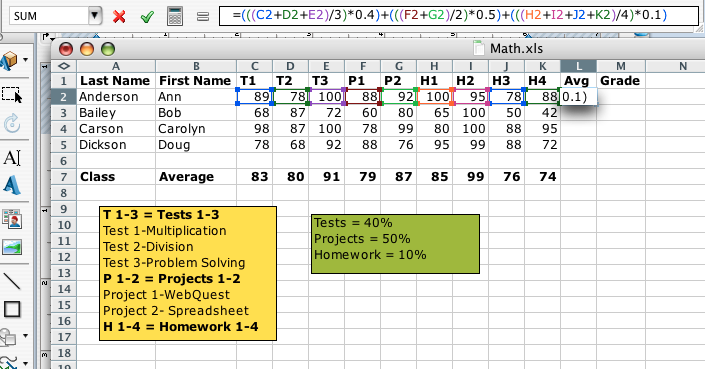 SUM =(((C2+D2+E2)/3)*0.4)+(((F2+G2)/2)*0.5)+(((H2+I2+J2+K2)/4)*0.1)
Math.xls
A B C D E F G H I J K L M N
1 Last Name First Name T1 T2 T3 P1 P2 H1 H2 H3 H4 Avg Grade
2 Anderson Ann 89 78 100 88 92 100 95 78 88 0.1)
3 Bailey Bob 68 87 72 60 80 65 100 50 42
4 Carson Carolyn 98 87 100 78 99 80 100 88 95
5 Dickson Doug 78 68 92 88 76 95 99 88 72
6
7 Class Average 83 80 91 79 87 85 99 76 74
8
9
10
11
12
13
14
15
16
17
18
19
T 1-3 = Tests 1-3
Test 1-Multiplication
Test 2-Division
Test 3-Problem Solving
P 1-2 = Projects 1-2
Project 1-WebQuest
Project 2- Spreadsheet
H 1-4 = Homework 1-4
Tests = 40%
Projects = 50%
Homework = 10%